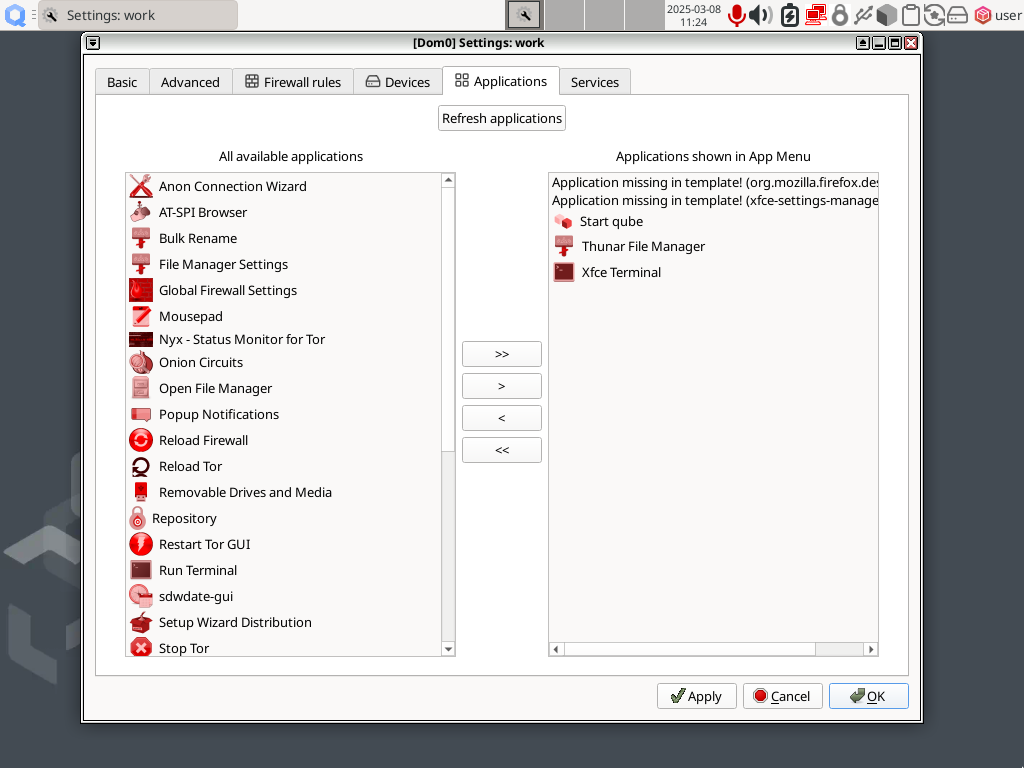 Settings: work
2025-03-08
11:24
user
[Dom0] Settings: work
Basic
Advanced
Firewall rules
Devices
Applications
Services
Refresh applications
All available applications
Anon Connection Wizard
AT-SPI Browser
Bulk Rename
File Manager Settings
Global Firewall Settings
Mousepad
Nyx - Status Monitor for Tor
Onion Circuits
Open File Manager
Popup Notifications
Reload Firewall
Reload Tor
Removable Drives and Media
Repository
Restart Tor GUI
Run Terminal
sdwdate-gui
Setup Wizard Distribution
Stop Tor
>>
>
<
<<
Applications shown in App Menu
Application missing in template! (org.mozilla.firefox.des
Application missing in template! (xfce-settings-manage
Start qube
Thunar File Manager
Xfce Terminal
Apply
Cancel
OK